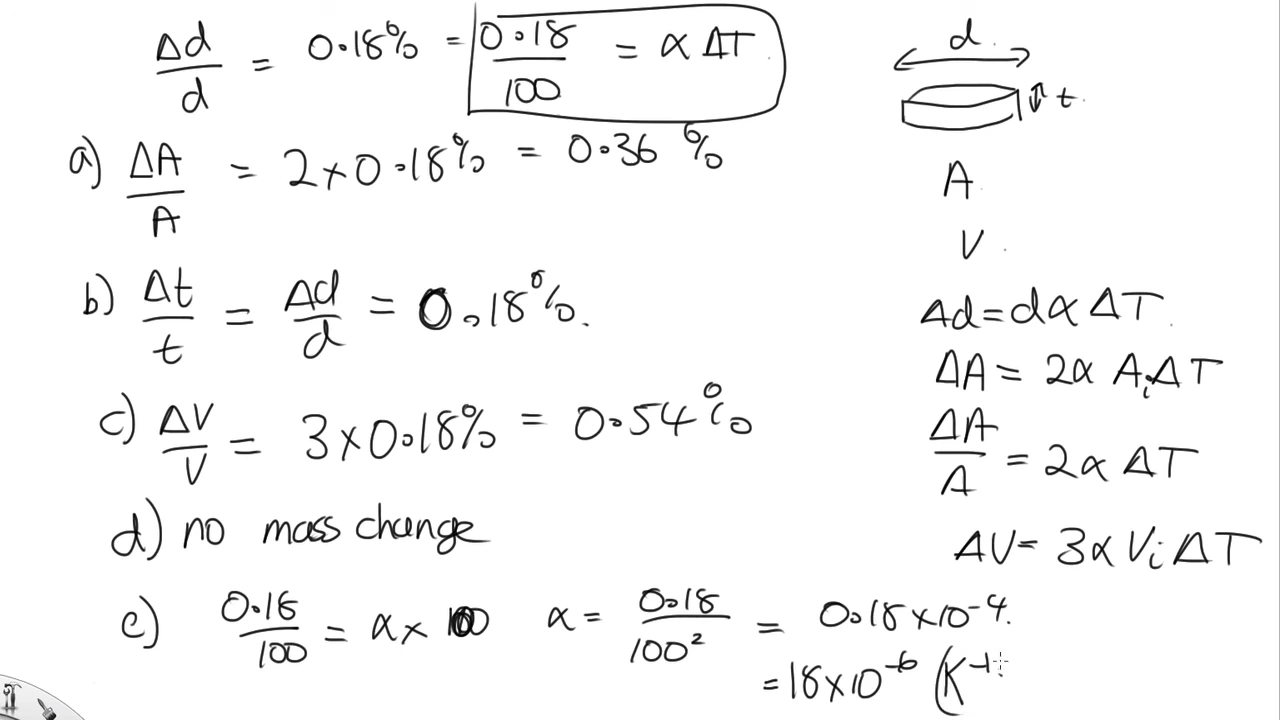 Δd/d = 0.18% = 0.18/100 = α ΔT
a) ΔA/A = 2 × 0.18% = 0.36 %
b) Δt/t = Δd/d = 0.18%.
c) ΔV/V = 3 × 0.18% = 0.54%
d) no mass change
e) 0.18/100 = α × 100 α = 0.18/100² = 0.18 × 10⁻⁴.
= 18 × 10⁻⁶ (K⁻¹
d
t
A
V
Δd = dα ΔT
ΔA = 2α Aᵢ ΔT
ΔA/A = 2α ΔT
ΔV = 3α Vᵢ ΔT